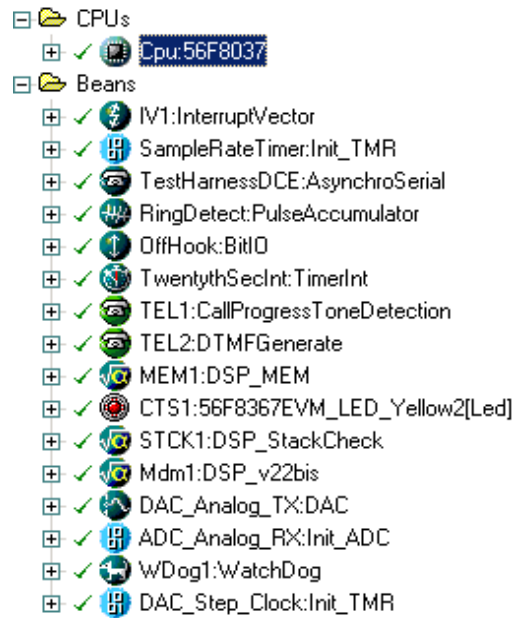 CPUs
Cpu:56F8037
Beans
IV1:InterruptVector
SampleRateTimer:Init_TMR
TestHarnessDCE:AsynchroSerial
RingDetect:PulseAccumulator
OffHook:BitIO
TwentythSecInt:TimerInt
TEL1:CallProgressToneDetection
TEL2:DTMFGenerate
MEM1:DSP_MEM
CTS1:56F8367EVM_LED_Yellow2[Led]
STCK1:DSP_StackCheck
Mdm1:DSP_v22bis
DAC_Analog_TX:DAC
ADC_Analog_RX:Init_ADC
WDog1:WatchDog
DAC_Step_Clock:Init_TMR